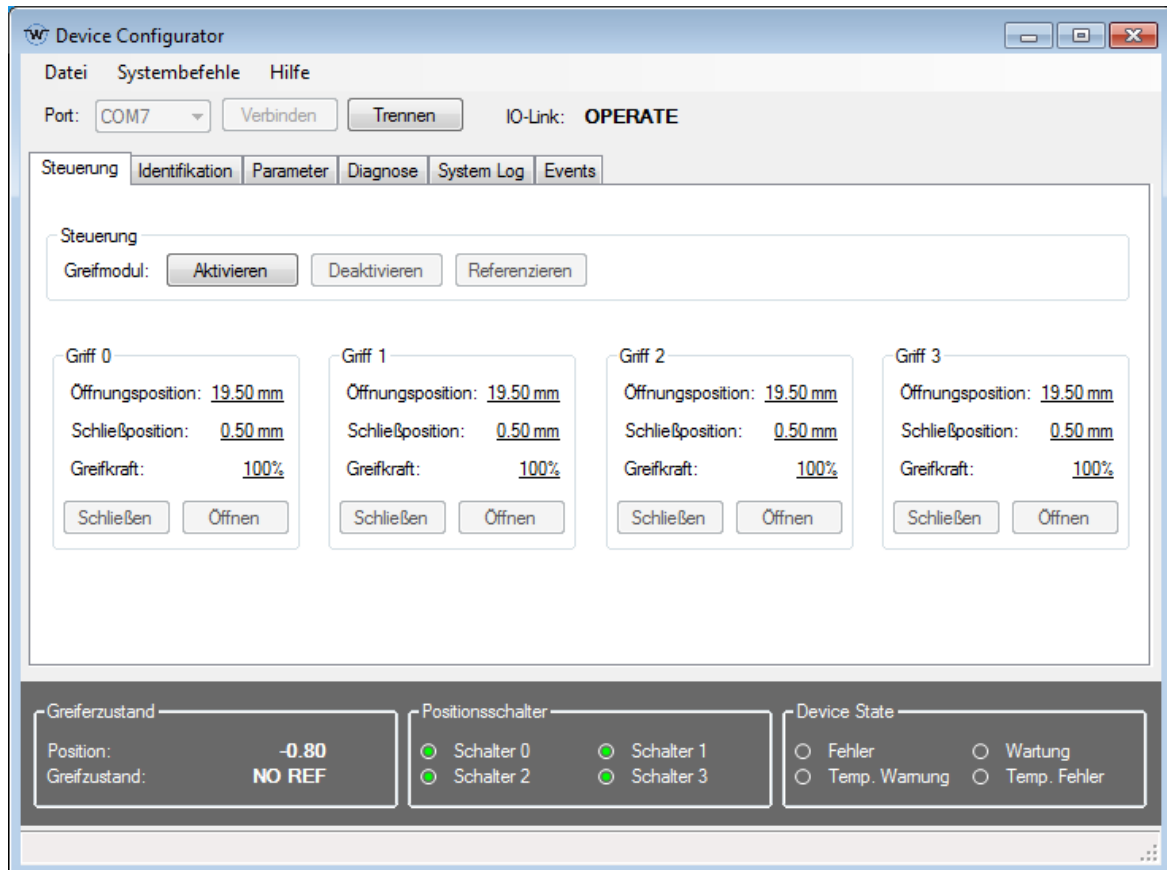 W Device Configurator
Datei Systembefehle Hilfe
Port: COM7 Verbinden Trennen IO-Link: OPERATE
Steuerung Identifikation Parameter Diagnose System Log Events
Steuerung
Greifmodul: Aktivieren Deaktivieren Referenzieren
Griff 0 Griff 1 Griff 2 Griff 3
Öffnungsposition: 19.50 mm Öffnungsposition: 19.50 mm Öffnungsposition: 19.50 mm Öffnungsposition: 19.50 mm
Schließposition: 0.50 mm Schließposition: 0.50 mm Schließposition: 0.50 mm Schließposition: 0.50 mm
Greifkraft: 100% Greifkraft: 100% Greifkraft: 100% Greifkraft: 100%
Schließen Öffnen Schließen Öffnen Schließen Öffnen Schließen Öffnen
Greiferzustand Positionsschalter Device State
Position: -0.80 Schalter 0 Schalter 1 Fehler Wartung
Greifzustand: NO REF Schalter 2 Schalter 3 Temp. Warnung Temp. Fehler